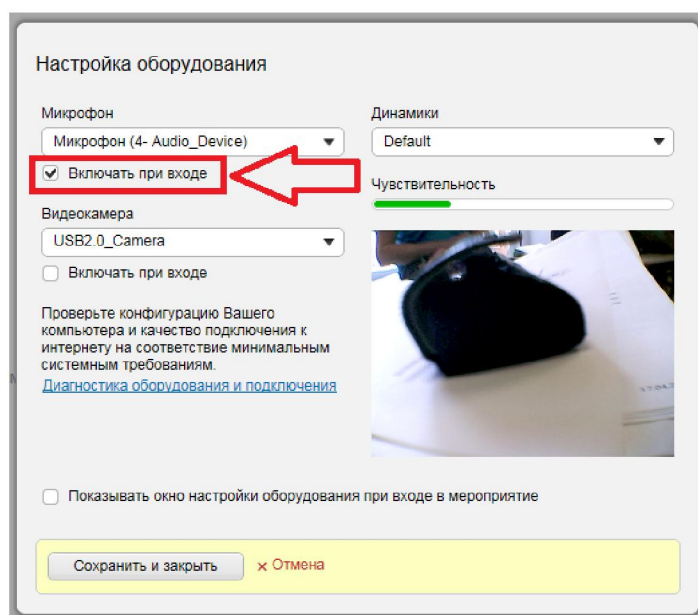 Настройка оборудования
Микрофон
Микрофон (4- Audio_Device)
Включать при входе
Динамики
Default
Чувствительность
Видеокамера
USB2.0_Camera
Включать при входе
Проверьте конфигурацию Вашего
компьютера и качество подключения к
интернету на соответствие минимальным
системным требованиям.
Диагностика оборудования и подключения
Показывать окно настройки оборудования при входе в мероприятие
Сохранить и закрыть
× Отмена